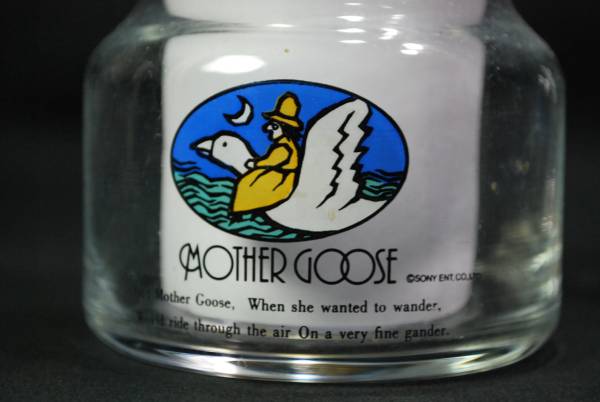 MOTHER GOOSE
©SONY ENT. CO., LTD
Mother Goose, When she wanted to wander,
ride through the air On a very fine gander.